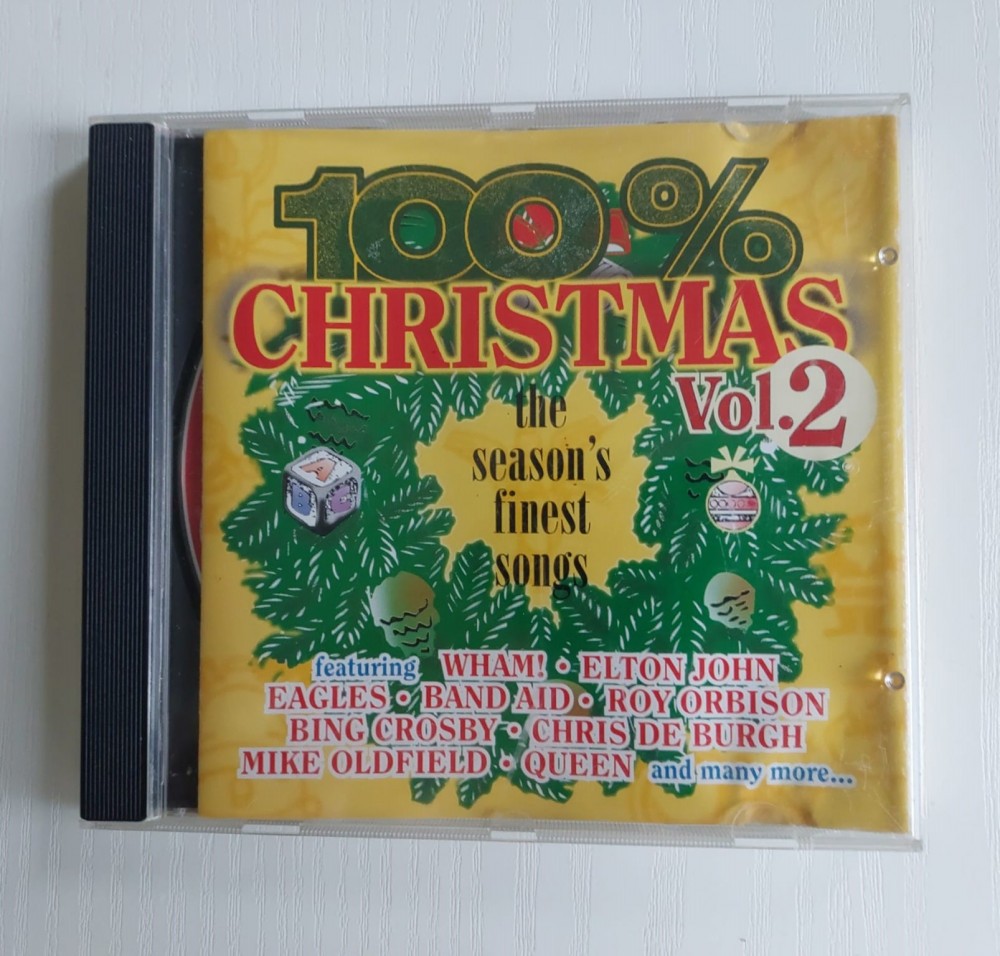 100%
CHRISTMAS
Vol.2
the
season's
finest
songs
featuring WHAM! • ELTON JOHN
EAGLES • BAND AID • ROY ORBISON
BING CROSBY • CHRIS DE BURGH
MIKE OLDFIELD • QUEEN and many more...